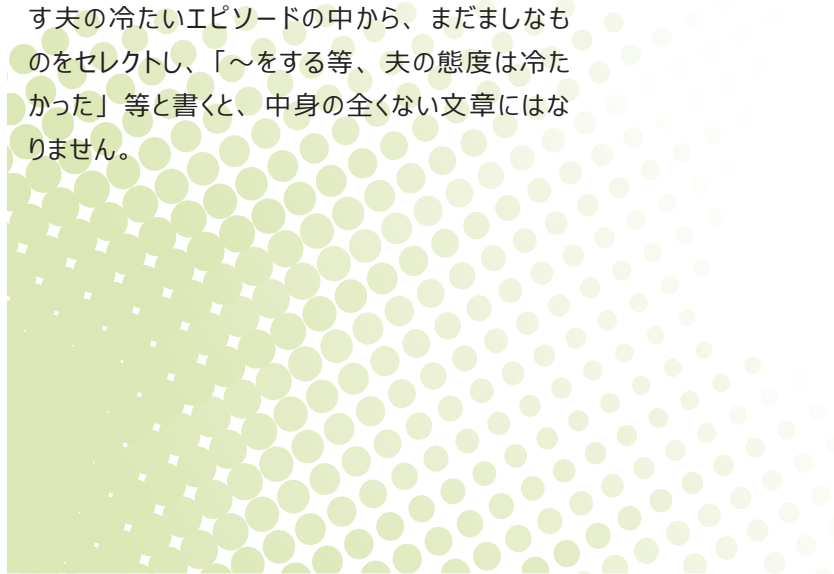 す夫の冷たいエピソードの中から、まだましなも
のをセレクトし、「～をする等、夫の態度は冷た
かった」等と書くと、中身の全くない文章にはな
りません。